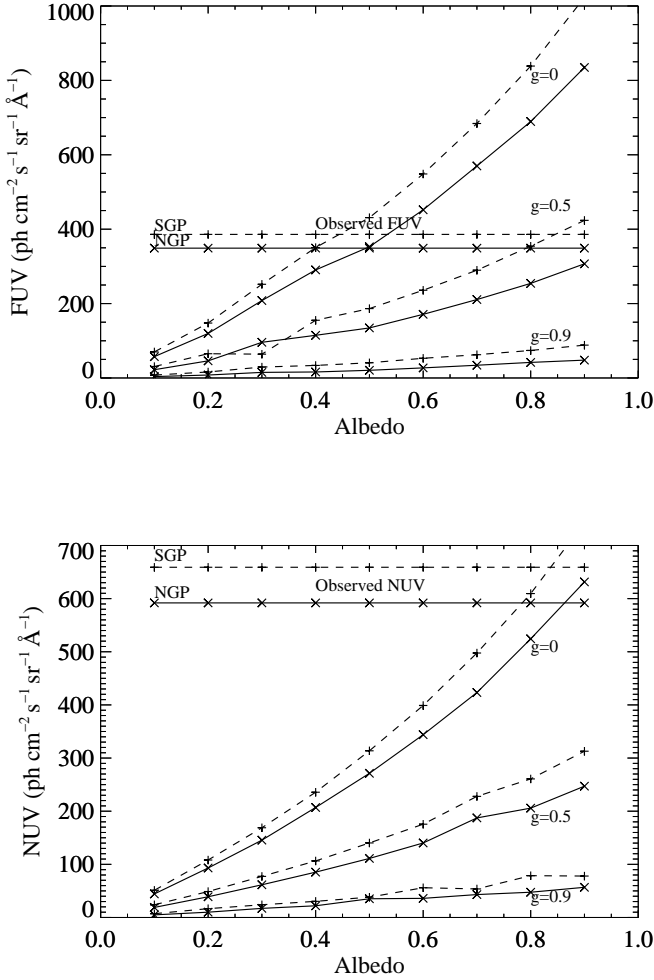 1000
800
600
400
200
0
FUV (ph cm⁻² s⁻¹ sr⁻¹ Å⁻¹)
g=0
g=0.5
SGP
Observed FUV
NGP
g=0.9
0.0 0.2 0.4 0.6 0.8 1.0
Albedo
700
600
500
400
300
200
100
0
NUV (ph cm⁻² s⁻¹ sr⁻¹ Å⁻¹)
SGP
NGP
Observed NUV
g=0
g=0.5
g=0.9
0.0 0.2 0.4 0.6 0.8 1.0
Albedo